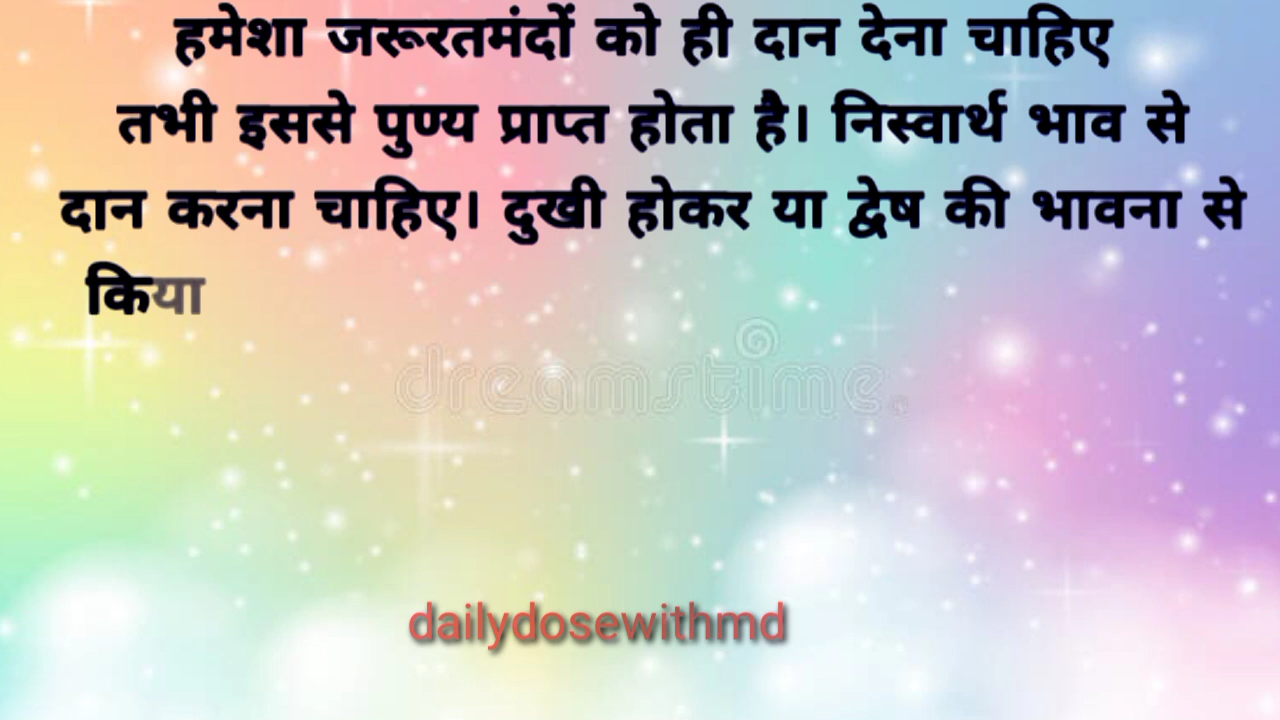 हमेशा जरूरतमंदों को ही दान देना चाहिए
तभी इससे पुण्य प्राप्त होता है। निस्वार्थ भाव से
दान करना चाहिए। दुखी होकर या द्वेष की भावना से
किया
dreamstime.
dailydosewithmd